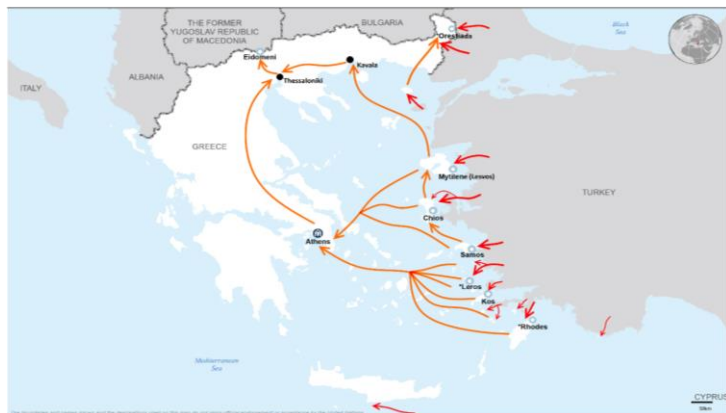 THE FORMER
YUGOSLAV REPUBLIC
OF MACEDONIA
BULGARIA
Black
Sea
*Orestiada
Eidomeni
Kavala
Thessaloniki
ALBANIA
ITALY
GREECE
Mytilene (Lesvos)
TURKEY
Chios
Athens
Samos
*Leros
Kos
*Rhodes
Mediterranean
Sea
CYPRUS
50km